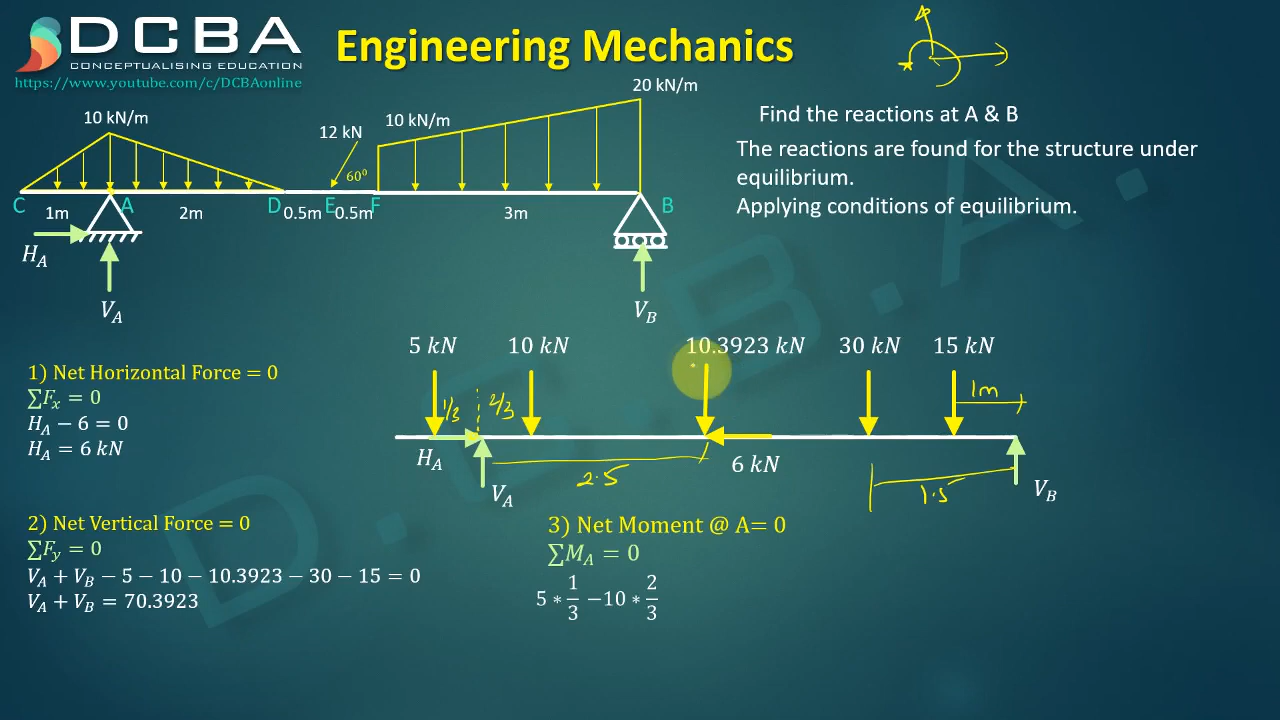 DCBA
CONCEPTUALISING EDUCATION
https://www.youtube.com/c/DCBAonline
Engineering Mechanics
10 kN/m
12 kN
60⁰
10 kN/m
20 kN/m
C
A
D
E
F
B
1m
2m
0.5m
0.5m
3m
H_A
V_A
V_B
Find the reactions at A & B
The reactions are found for the structure under
equilibrium.
Applying conditions of equilibrium.
5 kN
10 kN
10.3923 kN
30 kN
15 kN
1/3
2/3
1m
H_A
V_A
2.5
6 kN
1.5
V_B
1) Net Horizontal Force = 0
∑F_x = 0
H_A − 6 = 0
H_A = 6 kN
2) Net Vertical Force = 0
∑F_y = 0
V_A + V_B − 5 − 10 − 10.3923 − 30 − 15 = 0
V_A + V_B = 70.3923
3) Net Moment @ A= 0
∑M_A = 0
5 ∗ 1/3 −10 ∗ 2/3
D.C.B.A.